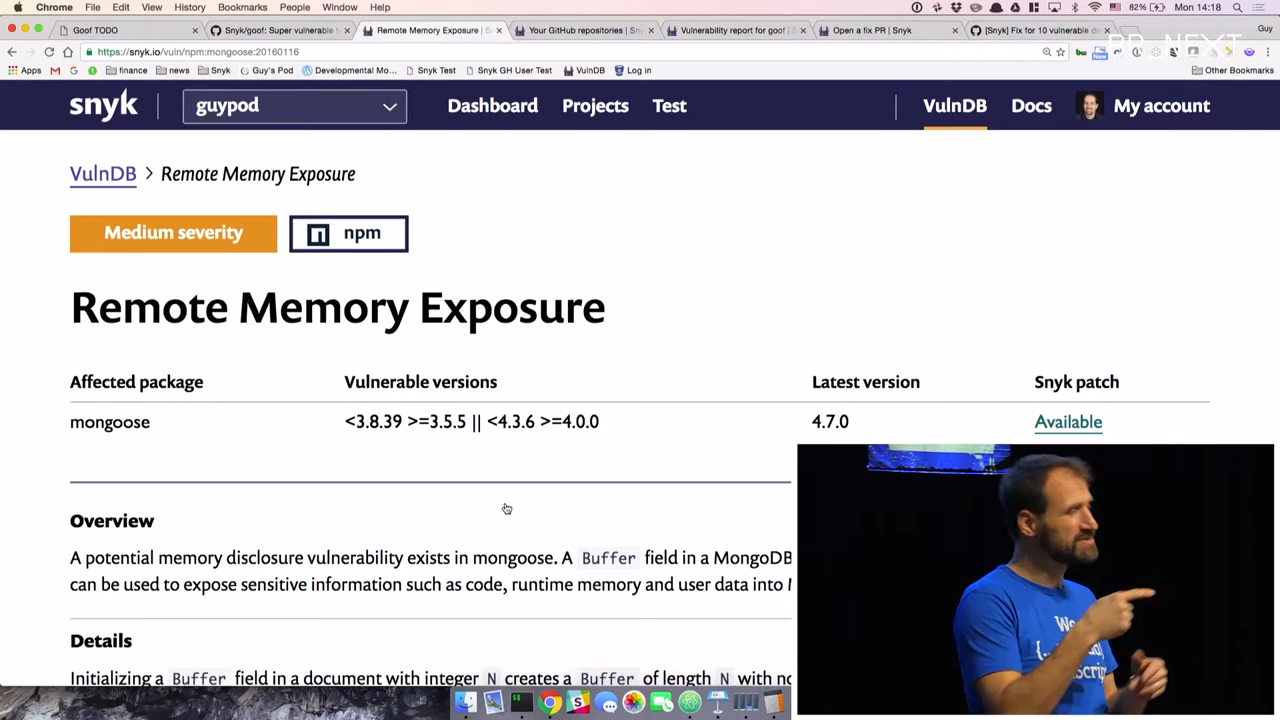 Chrome File Edit View History Bookmarks People Window Help 82% Mon 14:18
Goof TODO Snyk/goof: Super vulnerable Remote Memory Exposure | S Your GitHub repositories | Sn Vulnerability report for goof | Open a fix PR | Snyk [Snyk] Fix for 10 vulnerable de Guy
https://snyk.io/vuln/npm:mongoose:20160116
Apps finance news Snyk Guy's Pod Developmental Mo... Snyk Test Snyk GH User Test VulnDB Log in Other Bookmarks
snyk guypod Dashboard Projects Test VulnDB Docs My account
VulnDB > Remote Memory Exposure
Medium severity npm
Remote Memory Exposure
Affected package Vulnerable versions Latest version Snyk patch
mongoose <3.8.39 >=3.5.5 || <4.3.6 >=4.0.0 4.7.0 Available
Overview
A potential memory disclosure vulnerability exists in mongoose. A Buffer field in a MongoDB
can be used to expose sensitive information such as code, runtime memory and user data into
Details
Initializing a Buffer field in a document with integer N creates a Buffer of length N with